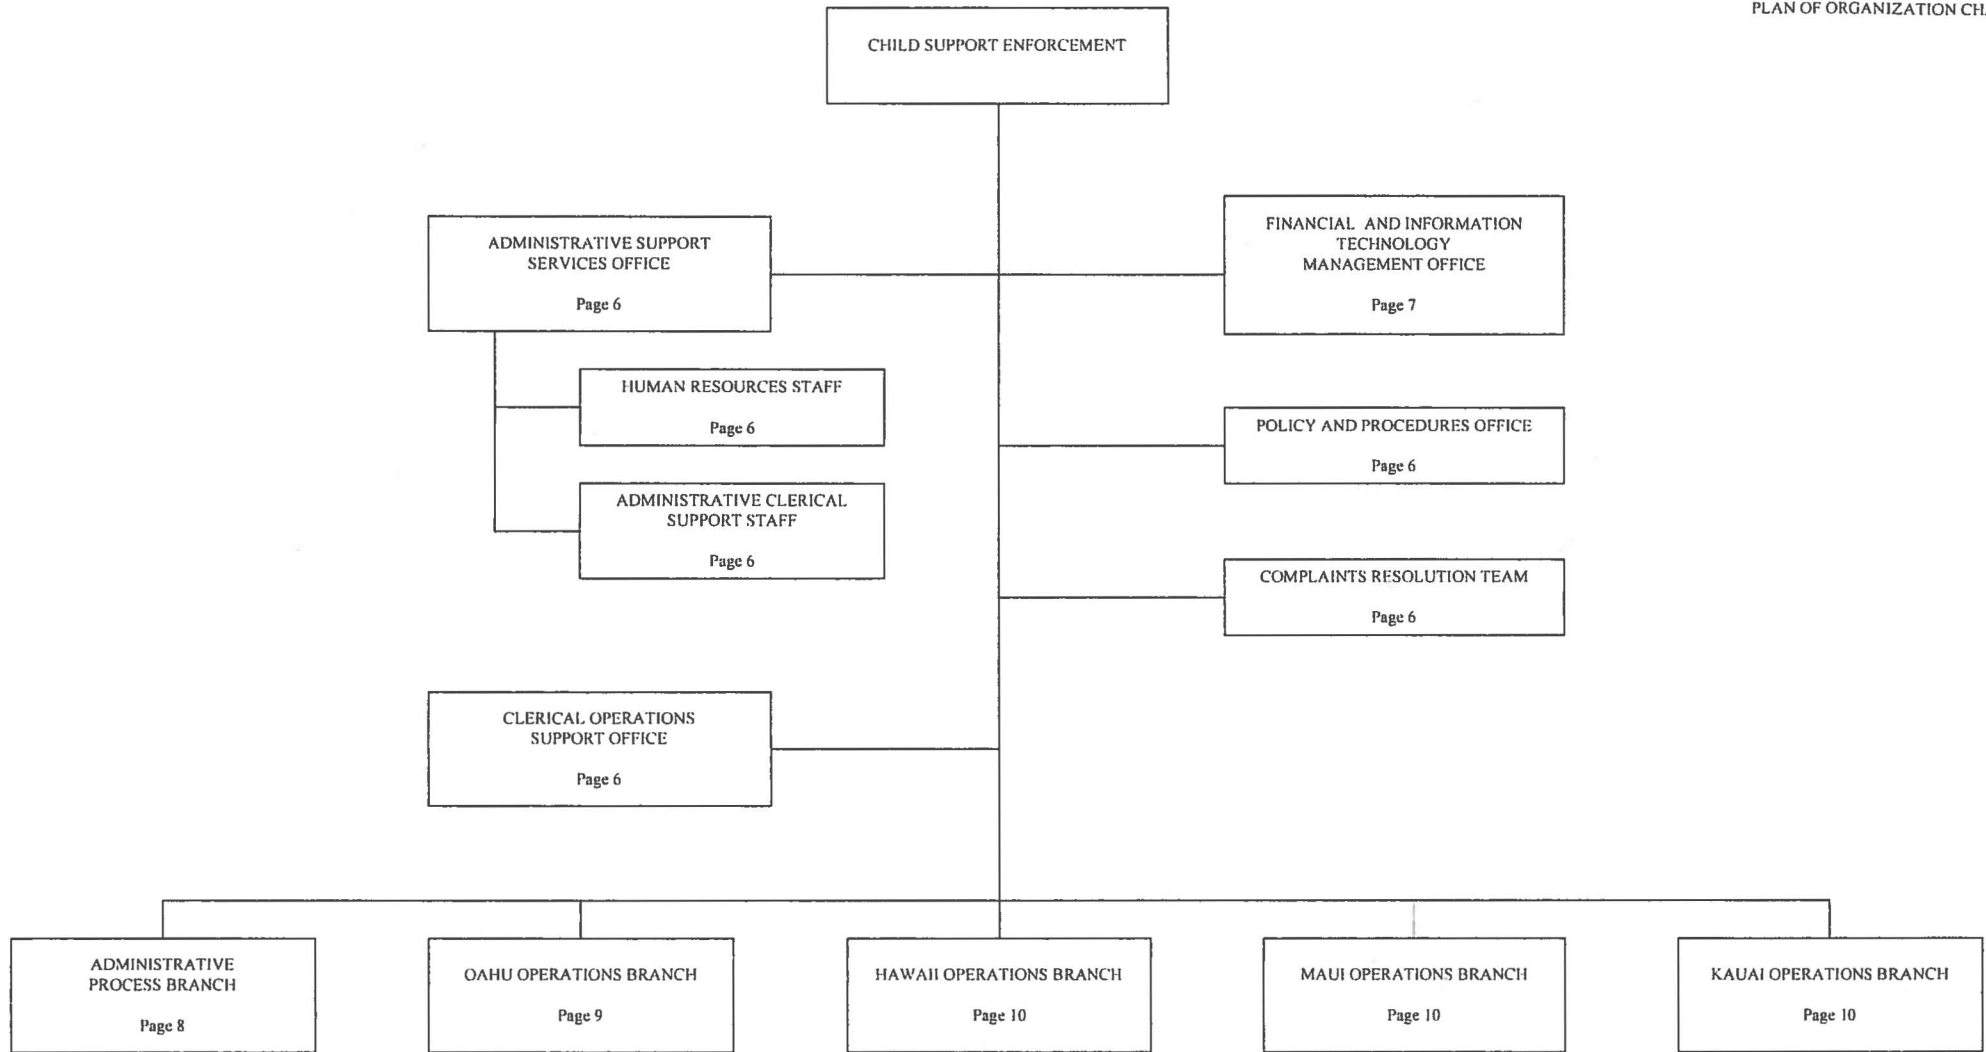 PLAN OF ORGANIZATION
CHILD SUPPORT ENFORCEMENT
ADMINISTRATIVE SUPPORT
SERVICES OFFICE
Page 6
FINANCIAL AND INFORMATION
TECHNOLOGY
MANAGEMENT OFFICE
Page 7
HUMAN RESOURCES STAFF
Page 6
ADMINISTRATIVE CLERICAL
SUPPORT STAFF
Page 6
POLICY AND PROCEDURES OFFICE
Page 6
COMPLAINTS RESOLUTION TEAM
Page 6
CLERICAL OPERATIONS
SUPPORT OFFICE
Page 6
ADMINISTRATIVE
PROCESS BRANCH
Page 8
OAHU OPERATIONS BRANCH
Page 9
HAWAII OPERATIONS BRANCH
Page 10
MAUI OPERATIONS BRANCH
Page 10
KAUAI OPERATIONS BRANCH
Page 10